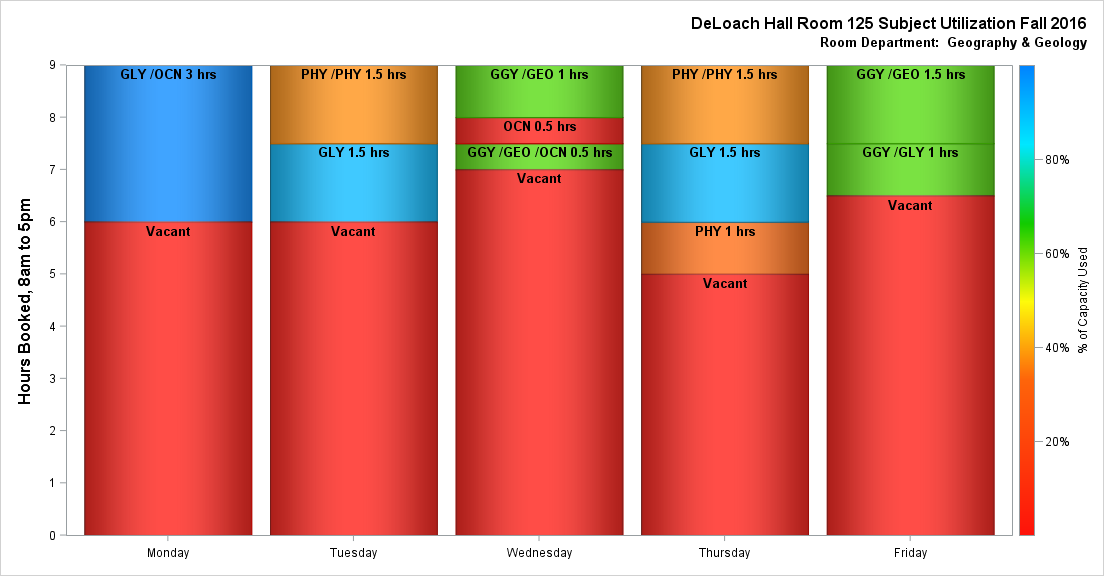 DeLoach Hall Room 125 Subject Utilization Fall 2016
Room Department:  Geography & Geology
Hours Booked, 8am to 5pm
9
8
7
6
5
4
3
2
1
0
GLY /OCN 3 hrs
Vacant
PHY /PHY 1.5 hrs
GLY 1.5 hrs
Vacant
GGY /GEO 1 hrs
OCN 0.5 hrs
GGY /GEO /OCN 0.5 hrs
Vacant
PHY /PHY 1.5 hrs
GLY 1.5 hrs
PHY 1 hrs
Vacant
GGY /GEO 1.5 hrs
GGY /GLY 1 hrs
Vacant
Monday
Tuesday
Wednesday
Thursday
Friday
80%
60%
40%
20%
% of Capacity Used